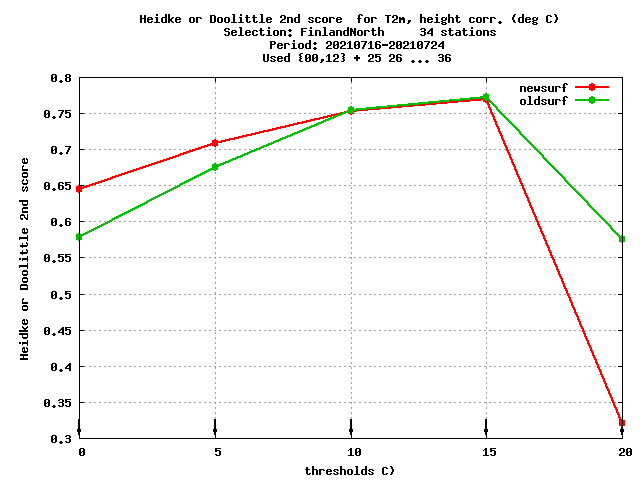 Heidke or Doolittle 2nd score  for T2m, height corr. (deg C)
Selection: FinlandNorth     34 stations
Period: 20210716-20210724
Used {00,12} + 25 26 ... 36
newsurf
oldsurf
Heidke or Doolittle 2nd score
0.8
0.75
0.7
0.65
0.6
0.55
0.5
0.45
0.4
0.35
0.3
0 5 10 15 20
thresholds C)